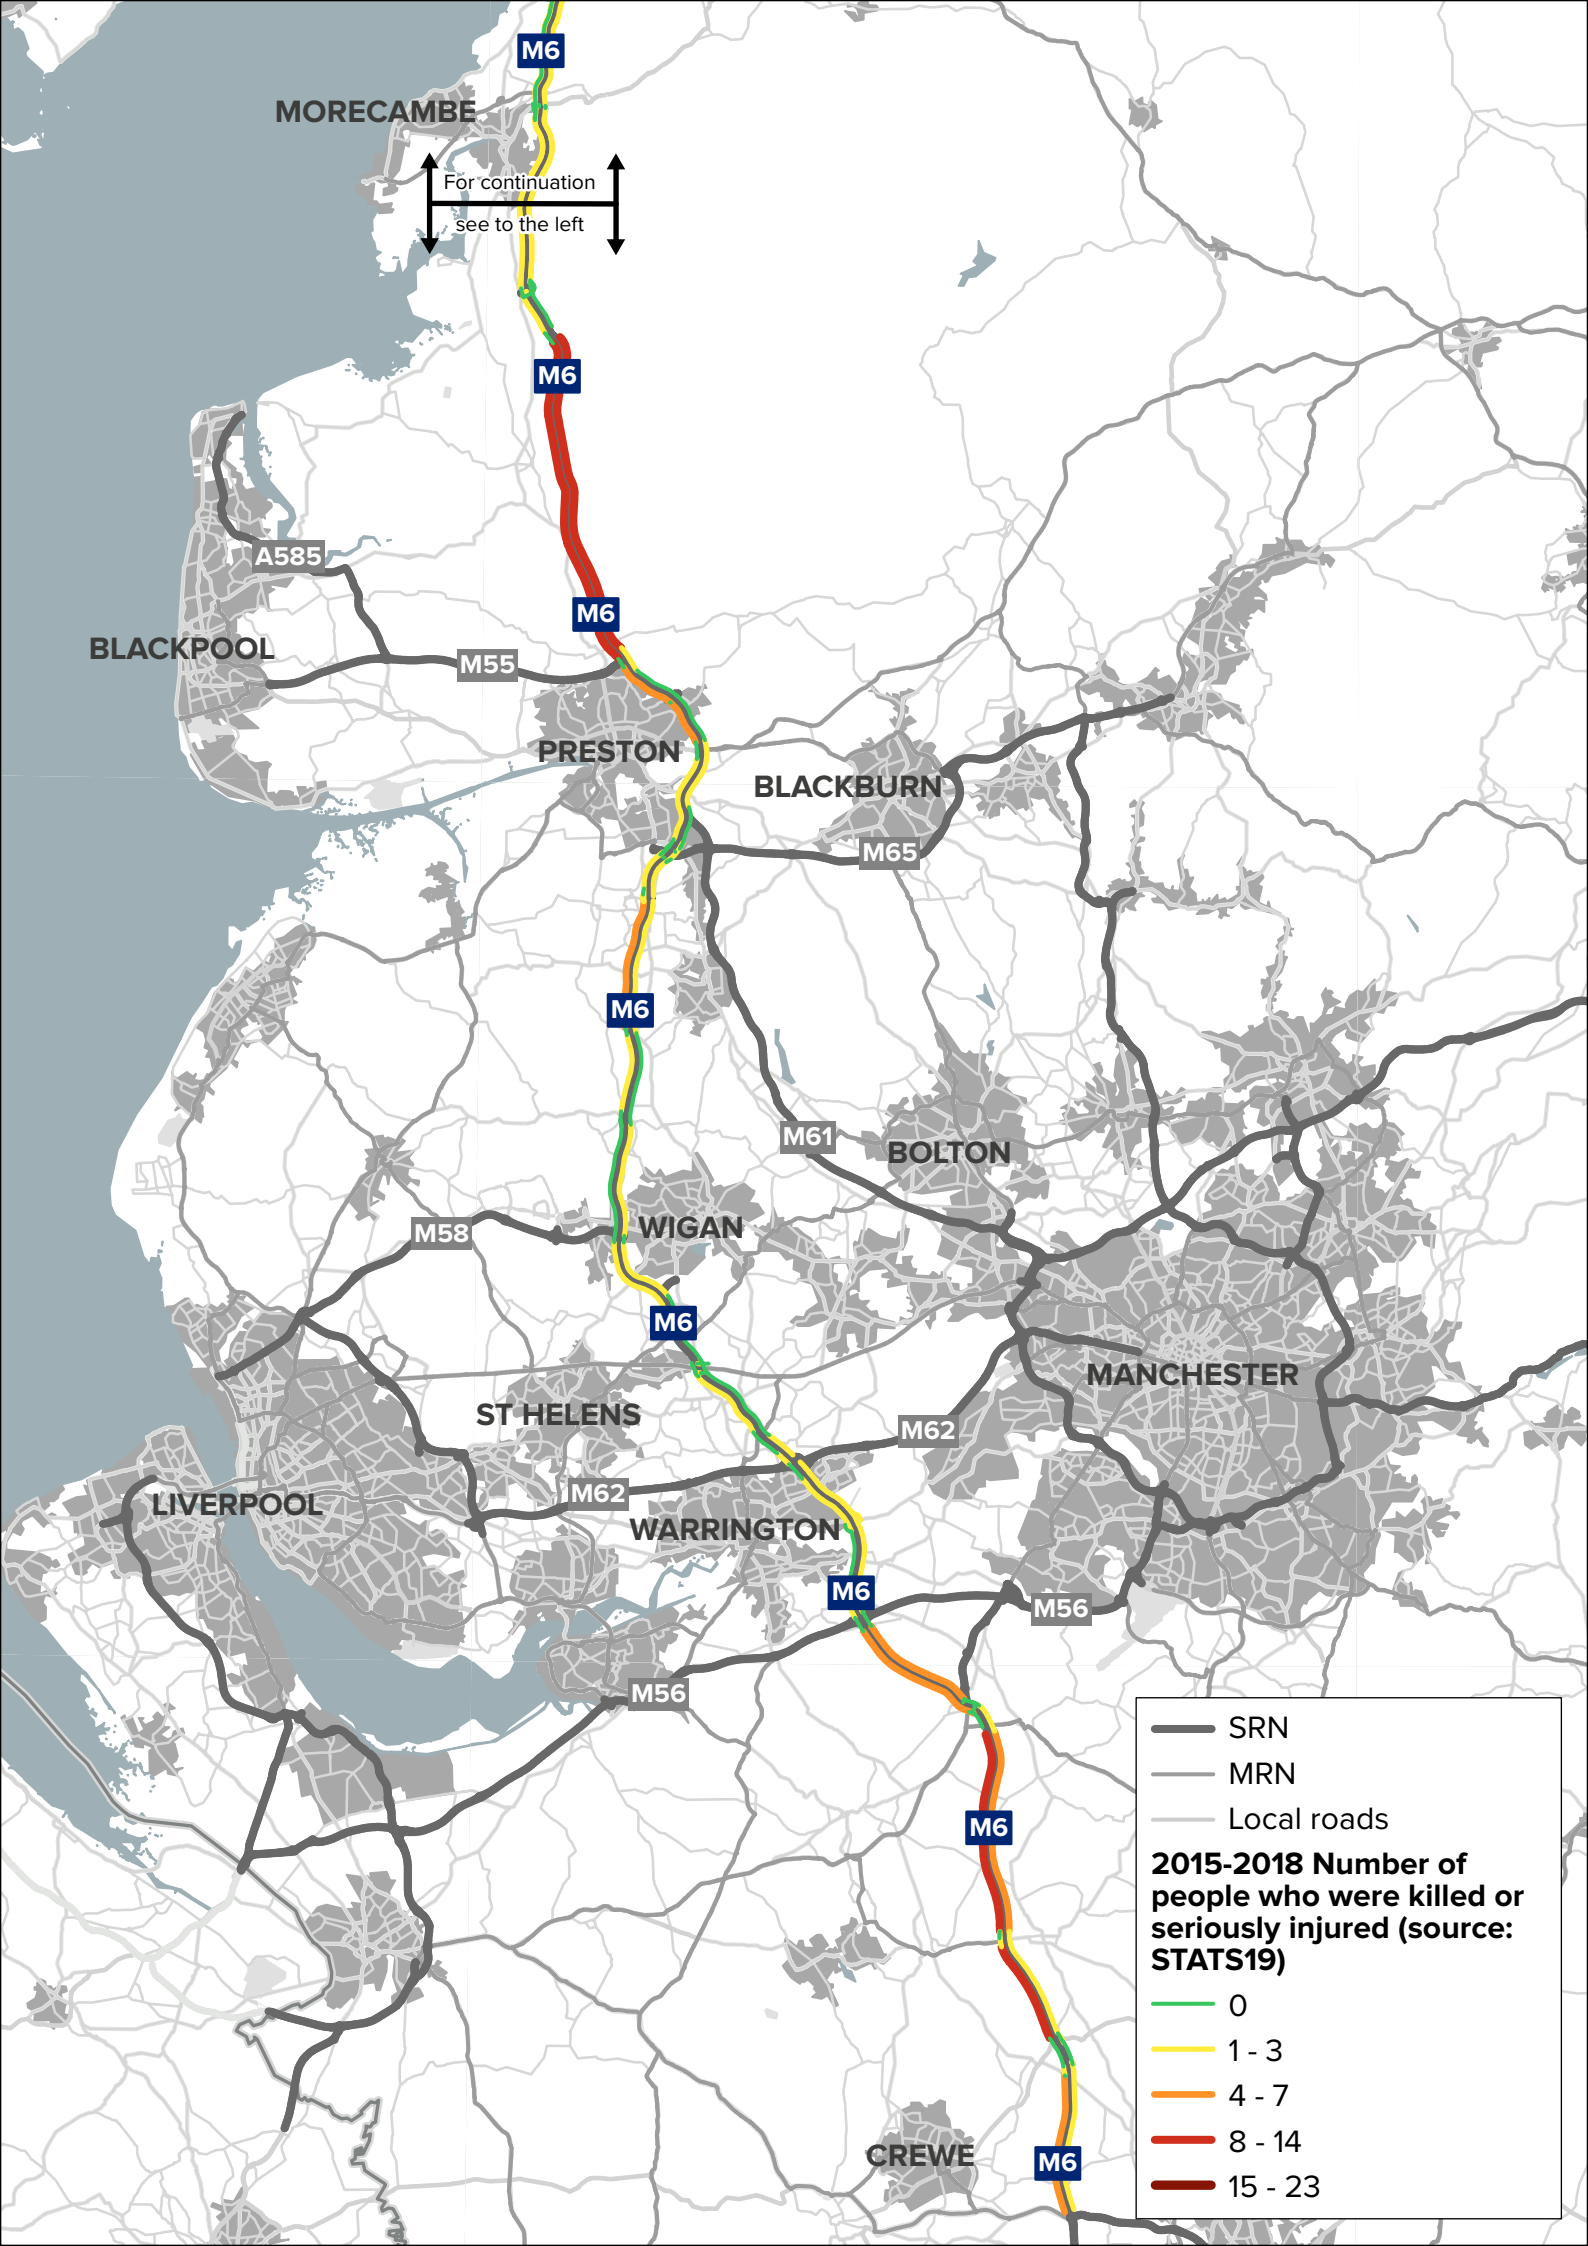 M6
MORECAMBE
For continuation
see to the left
M6
A585
M6
BLACKPOOL
M55
PRESTON
BLACKBURN
M65
M6
M61
BOLTON
WIGAN
M58
M6
MANCHESTER
ST HELENS
M62
M62
LIVERPOOL
WARRINGTON
M6
M56
M56
M6
CREWE
M6
SRN
MRN
Local roads
2015-2018 Number of
people who were killed or
seriously injured (source:
STATS19)
0
1 - 3
4 - 7
8 - 14
15 - 23